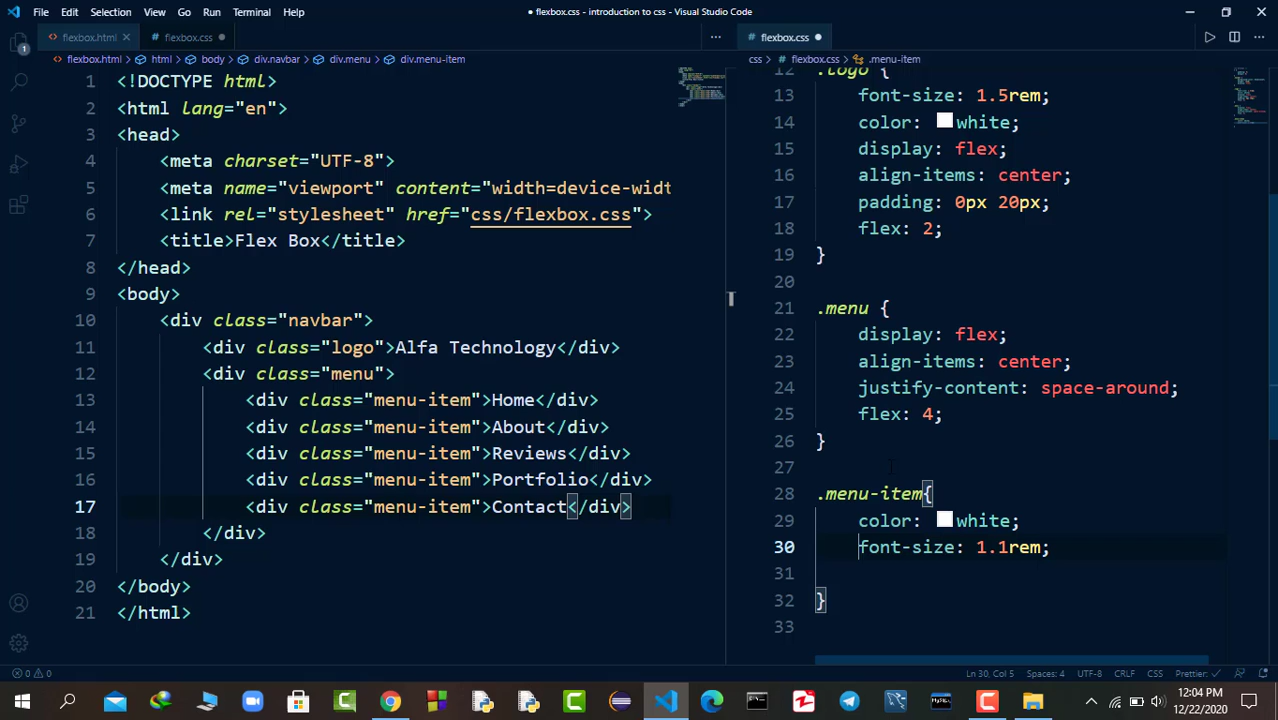 File Edit Selection View Go Run Terminal Help
● flexbox.css - introduction to css - Visual Studio Code
flexbox.html × flexbox.css ●
flexbox.html > html > body > div.navbar > div.menu > div.menu-item
1 <!DOCTYPE html>
2 <html lang="en">
3 <head>
4 <meta charset="UTF-8">
5 <meta name="viewport" content="width=device-widt
6 <link rel="stylesheet" href="css/flexbox.css">
7 <title>Flex Box</title>
8 </head>
9 <body>
10 <div class="navbar">
11 <div class="logo">Alfa Technology</div>
12 <div class="menu">
13 <div class="menu-item">Home</div>
14 <div class="menu-item">About</div>
15 <div class="menu-item">Reviews</div>
16 <div class="menu-item">Portfolio</div>
17 <div class="menu-item">Contact</div>
18 </div>
19 </div>
20 </body>
21 </html>
flexbox.css ●
css > flexbox.css > .menu-item
12 .logo {
13 font-size: 1.5rem;
14 color: white;
15 display: flex;
16 align-items: center;
17 padding: 0px 20px;
18 flex: 2;
19 }
20
21 .menu {
22 display: flex;
23 align-items: center;
24 justify-content: space-around;
25 flex: 4;
26 }
27
28 .menu-item{
29 color: white;
30 font-size: 1.1rem;
31
32 }
33
1
0 0
Ln 30, Col 5 Spaces: 4 UTF-8 CRLF CSS Prettier: ✓
12:04 PM
12/22/2020